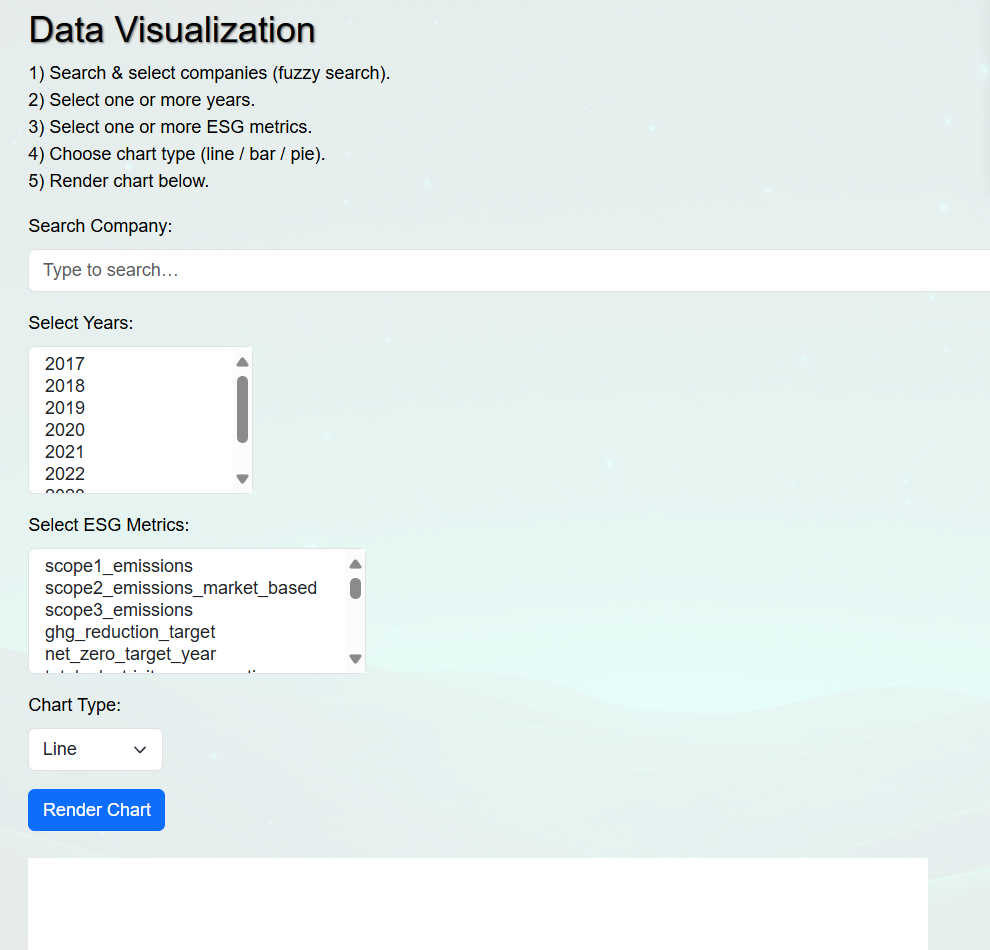 Data Visualization
1) Search & select companies (fuzzy search).
2) Select one or more years.
3) Select one or more ESG metrics.
4) Choose chart type (line / bar / pie).
5) Render chart below.
Search Company:
Type to search…
Select Years:
2017
2018
2019
2020
2021
2022
Select ESG Metrics:
scope1_emissions
scope2_emissions_market_based
scope3_emissions
ghg_reduction_target
net_zero_target_year
Chart Type:
Line
Render Chart